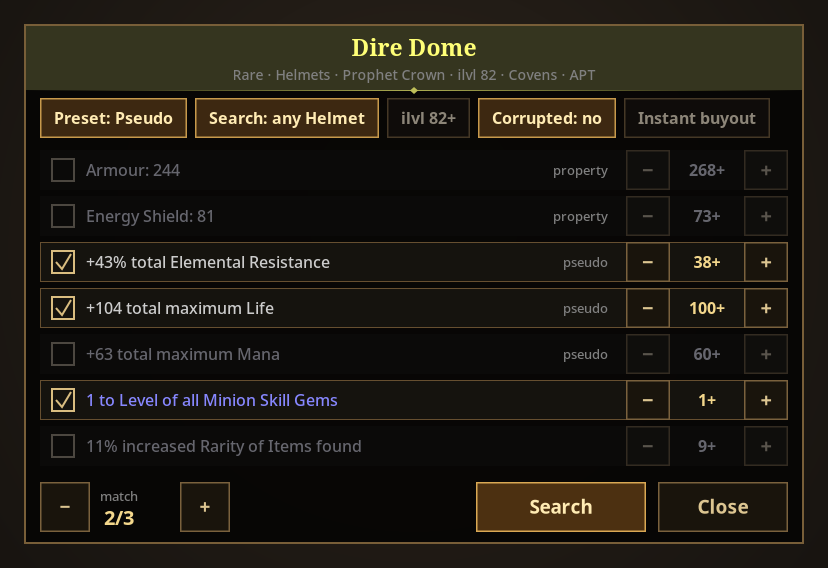 Dire Dome
Rare · Helmets · Prophet Crown · ilvl 82 · Covens · APT
Preset: Pseudo Search: any Helmet ilvl 82+ Corrupted: no Instant buyout
Armour: 244 property − 268+ +
Energy Shield: 81 property − 73+ +
+43% total Elemental Resistance pseudo − 38+ +
+104 total maximum Life pseudo − 100+ +
+63 total maximum Mana pseudo − 60+ +
1 to Level of all Minion Skill Gems − 1+ +
11% increased Rarity of Items found − 9+ +
− match + Search Close
2/3